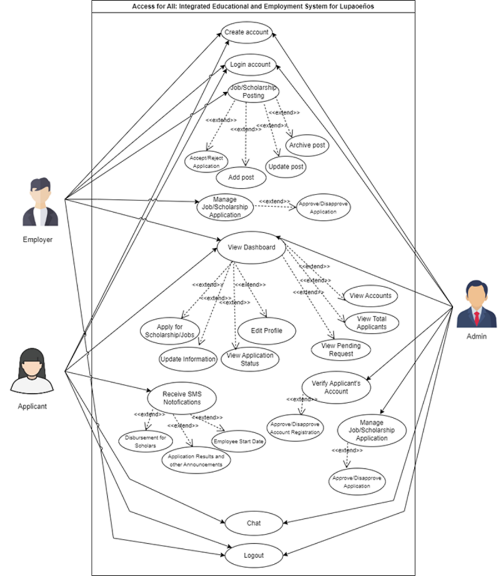 Access for All: Integrated Educational and Employment System for Lupaoeños
Create account
Login account
Job/Scholarship
Posting
<<extend>>
<<extend>>
<<extend>>
<<extend>>
Archive post
Accept/Reject
Application
Update post
Add post
Manage
Job/Scholarship
Application
<<extend>>
Approve/Disapprove
Application
Employer
View Dashboard
<<extend>>
<<extend>>
<<extend>>
<<extend>>
<<extend>>
<<extend>>
<<extend>>
View Accounts
View Total
Applicants
Admin
Apply for
Scholarship/Jobs
Edit Profile
View Pending
Request
Update Information
View Application
Status
Applicant
Receive SMS
Notofications
Verify Applicant's
Account
<<extend>>
<<extend>>
<<extend>>
<<extend>>
Approve/Disapprove
Account Registration
Manage
Job/Scholarship
Application
Disbursement for
Scholars
Employee Start Date
Application Results and
other Announcements
<<extend>>
Approve/Disapprove
Application
Chat
Logout